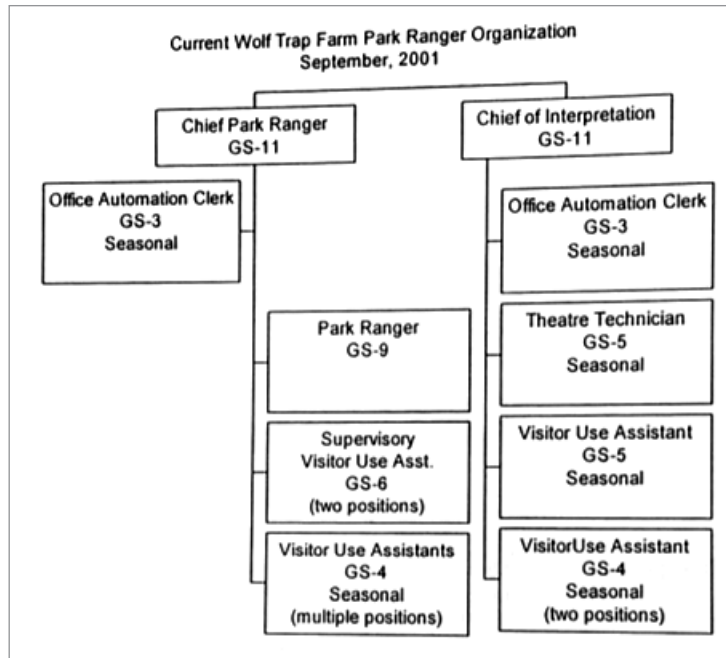 Current Wolf Trap Farm Park Ranger Organization
September, 2001
Chief Park Ranger
GS-11
Chief of Interpretation
GS-11
Office Automation Clerk
GS-3
Seasonal
Park Ranger
GS-9
Supervisory
Visitor Use Asst.
GS-6
(two positions)
Visitor Use Assistants
GS-4
Seasonal
(multiple positions)
Office Automation Clerk
GS-3
Seasonal
Theatre Technician
GS-5
Seasonal
Visitor Use Assistant
GS-5
Seasonal
VisitorUse Assistant
GS-4
Seasonal
(two positions)